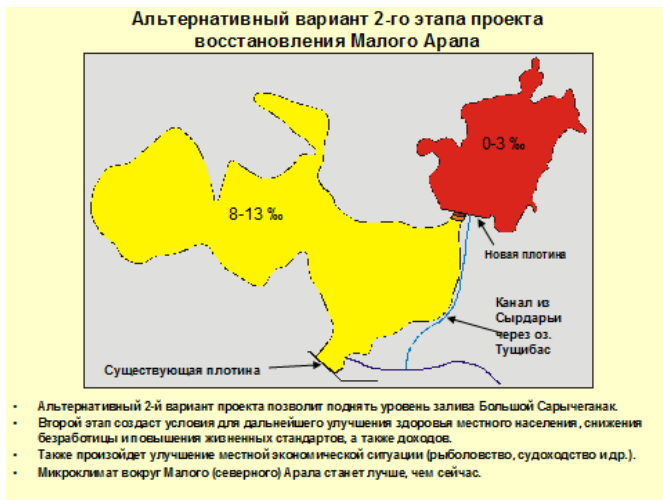 Альтернативный вариант 2-го этапа проекта
восстановления Малого Арала
0-3 ‰
8-13 ‰
Новая плотина
Канал из
Сырдарьи
через оз.
Тущибас
Существующая плотина
• Альтернативный 2-й вариант проекта позволит поднять уровень залива Большой Сарычеганак.
• Второй этап создаст условия для дальнейшего улучшения здоровья местного населения, снижения
безработицы и повышения жизненных стандартов, а также доходов.
• Также произойдет улучшение местной экономической ситуации (рыболовство, судоходство и др.).
• Микроклимат вокруг Малого (северного) Арала станет лучше, чем сейчас.